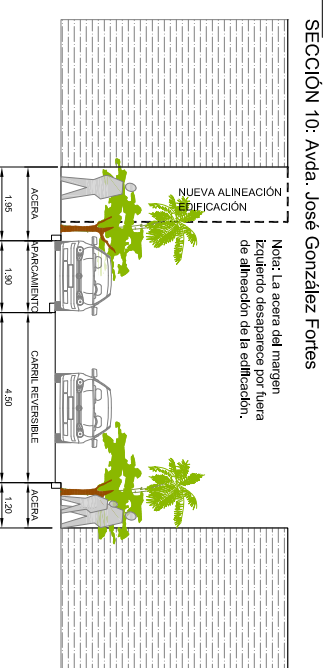 SECCIÓN 10: Avda. José González Fortes
Nota: La acera del margen
izquierdo desaparece por fuera
de alineación de la edificación.
NUEVA ALINEACIÓN
EDIFICACIÓN
ACERA
APARCAMIENTO
CARRIL REVERSIBLE
ACERA
1.95
1.90
4.50
1.20